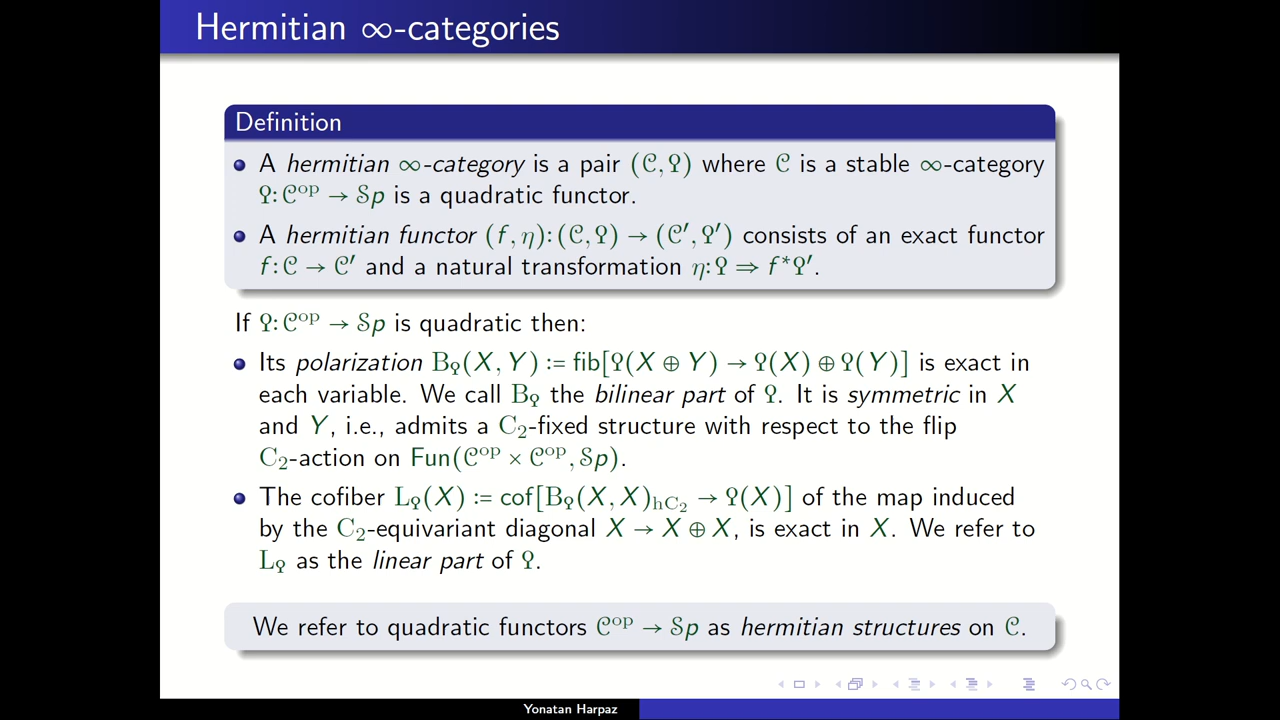 Hermitian ∞-categories
Definition
A hermitian ∞-category is a pair (C, Ϙ) where C is a stable ∞-category
Ϙ: C^op → Sp is a quadratic functor.
A hermitian functor (f, η): (C, Ϙ) → (C′, Ϙ′) consists of an exact functor
f: C → C′ and a natural transformation η: Ϙ ⇒ f*Ϙ′.
If Ϙ: C^op → Sp is quadratic then:
Its polarization B_Ϙ(X, Y) := fib[Ϙ(X ⊕ Y) → Ϙ(X) ⊕ Ϙ(Y)] is exact in
each variable. We call B_Ϙ the bilinear part of Ϙ. It is symmetric in X
and Y, i.e., admits a C₂-fixed structure with respect to the flip
C₂-action on Fun(C^op × C^op, Sp).
The cofiber L_Ϙ(X) := cof[B_Ϙ(X, X)_hC₂ → Ϙ(X)] of the map induced
by the C₂-equivariant diagonal X → X ⊕ X, is exact in X. We refer to
L_Ϙ as the linear part of Ϙ.
We refer to quadratic functors C^op → Sp as hermitian structures on C.
Yonatan Harpaz